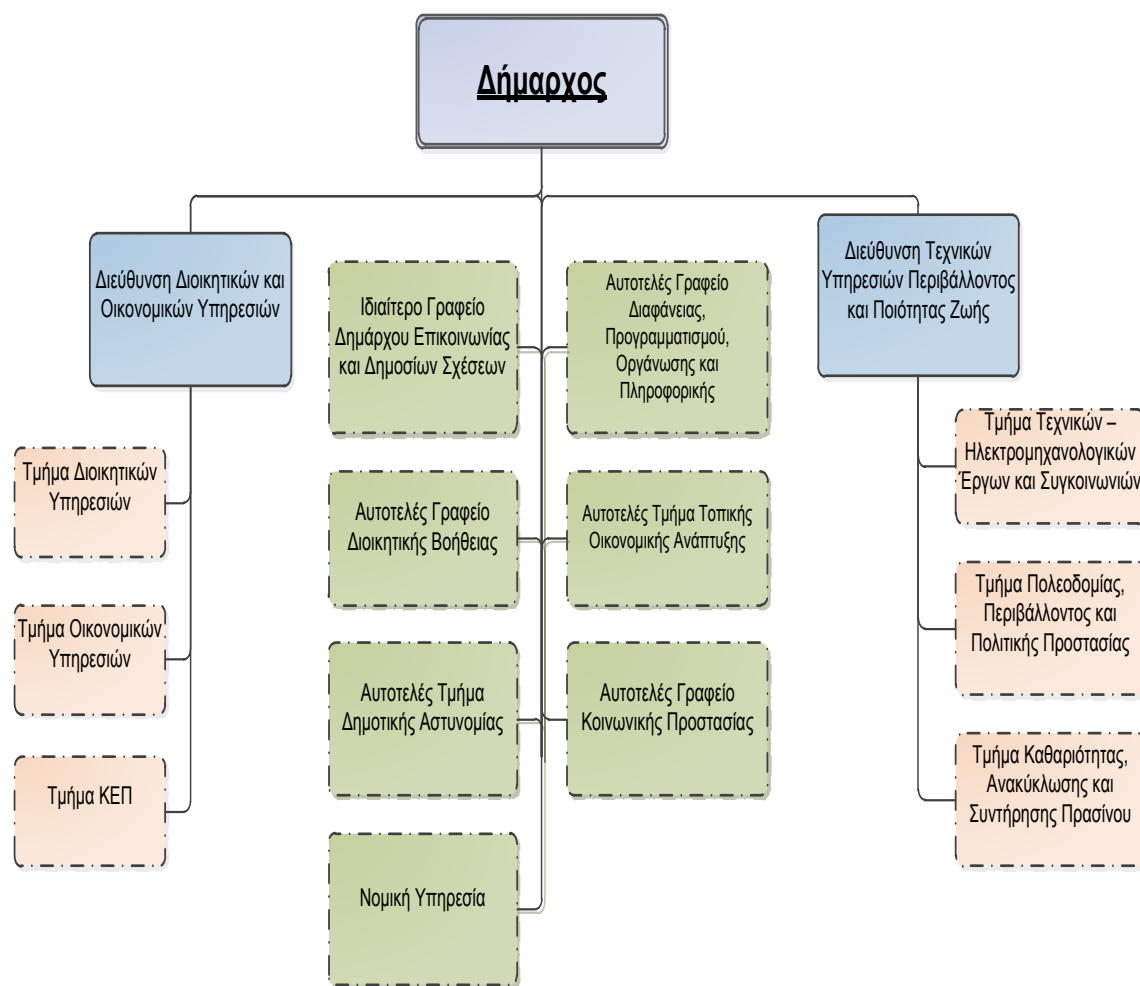 Δήμαρχος
Διεύθυνση Διοικητικών και
Οικονομικών Υπηρεσιών
Ιδιαίτερο Γραφείο
Δημάρχου Επικοινωνίας
και Δημοσίων Σχέσεων
Αυτοτελές Γραφείο
Διαφάνειας,
Προγραμματισμού,
Οργάνωσης και
Πληροφορικής
Διεύθυνση Τεχνικών
Υπηρεσιών Περιβάλλοντος
και Ποιότητας Ζωής
Τμήμα Διοικητικών
Υπηρεσιών
Αυτοτελές Γραφείο
Διοικητικής Βοήθειας
Αυτοτελές Τμήμα Τοπικής
Οικονομικής Ανάπτυξης
Τμήμα Τεχνικών –
Ηλεκτρομηχανολογικών
Έργων και Συγκοινωνιών
Τμήμα Οικονομικών
Υπηρεσιών
Αυτοτελές Τμήμα
Δημοτικής Αστυνομίας
Αυτοτελές Γραφείο
Κοινωνικής Προστασίας
Τμήμα Πολεοδομίας,
Περιβάλλοντος και
Πολιτικής Προστασίας
Τμήμα ΚΕΠ
Νομική Υπηρεσία
Τμήμα Καθαριότητας,
Ανακύκλωσης και
Συντήρησης Πρασίνου